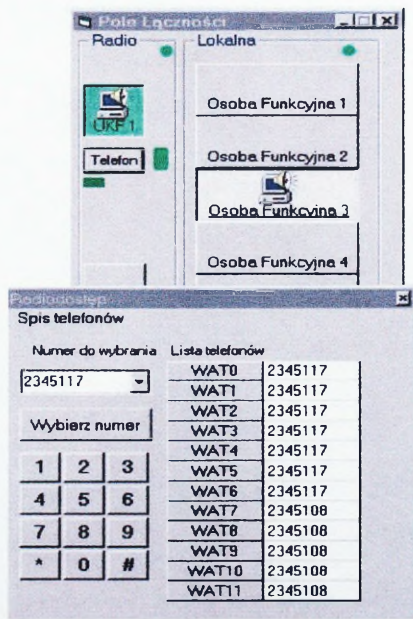 Pole Łączności
Radio
Lokalna
UKF 1
Telefon
Osoba Funkcyjna 1
Osoba Funkcyjna 2
Osoba Funkcyjna 3
Osoba Funkcyjna 4
Radiodostęp
Spis telefonów
Numer do wybrania
2345117
Wybierz numer
1 2 3
4 5 6
7 8 9
* 0 #
Lista telefonów
WAT0 2345117
WAT1 2345117
WAT2 2345117
WAT3 2345117
WAT4 2345117
WAT5 2345117
WAT6 2345117
WAT7 2345108
WAT8 2345108
WAT9 2345108
WAT10 2345108
WAT11 2345108